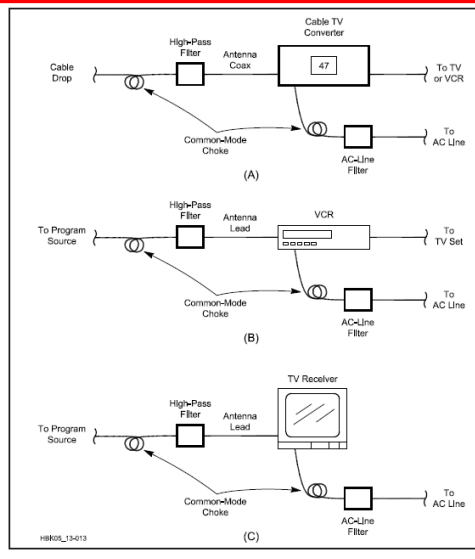 Cable TV
Converter
High-Pass
Filter
Antenna
Coax
Cable
Drop
47
To TV
or VCR
Common-Mode
Choke
To
AC Line
AC-Line
Filter
(A)
High-Pass
Filter
Antenna
Lead
VCR
To Program
Source
To
TV Set
Common-Mode
Choke
To
AC Line
AC-Line
Filter
(B)
TV Receiver
High-Pass
Filter
Antenna
Lead
To Program
Source
Common-Mode
Choke
To
AC Line
AC-Line
Filter
(C)
HBK05_13-013